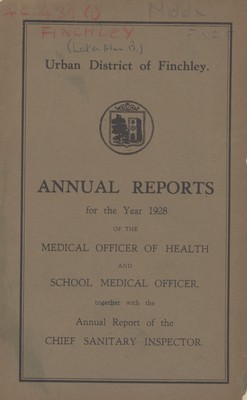 FINCHLEY
Urban District of Finchley.
ANNUAL REPORTS
for the Year 1928
OF THE
MEDICAL OFFICER OF HEALTH
AND
SCHOOL MEDICAL OFFICER.
together with the
Annual Report of the
CHIEF SANITARY INSPECTOR.